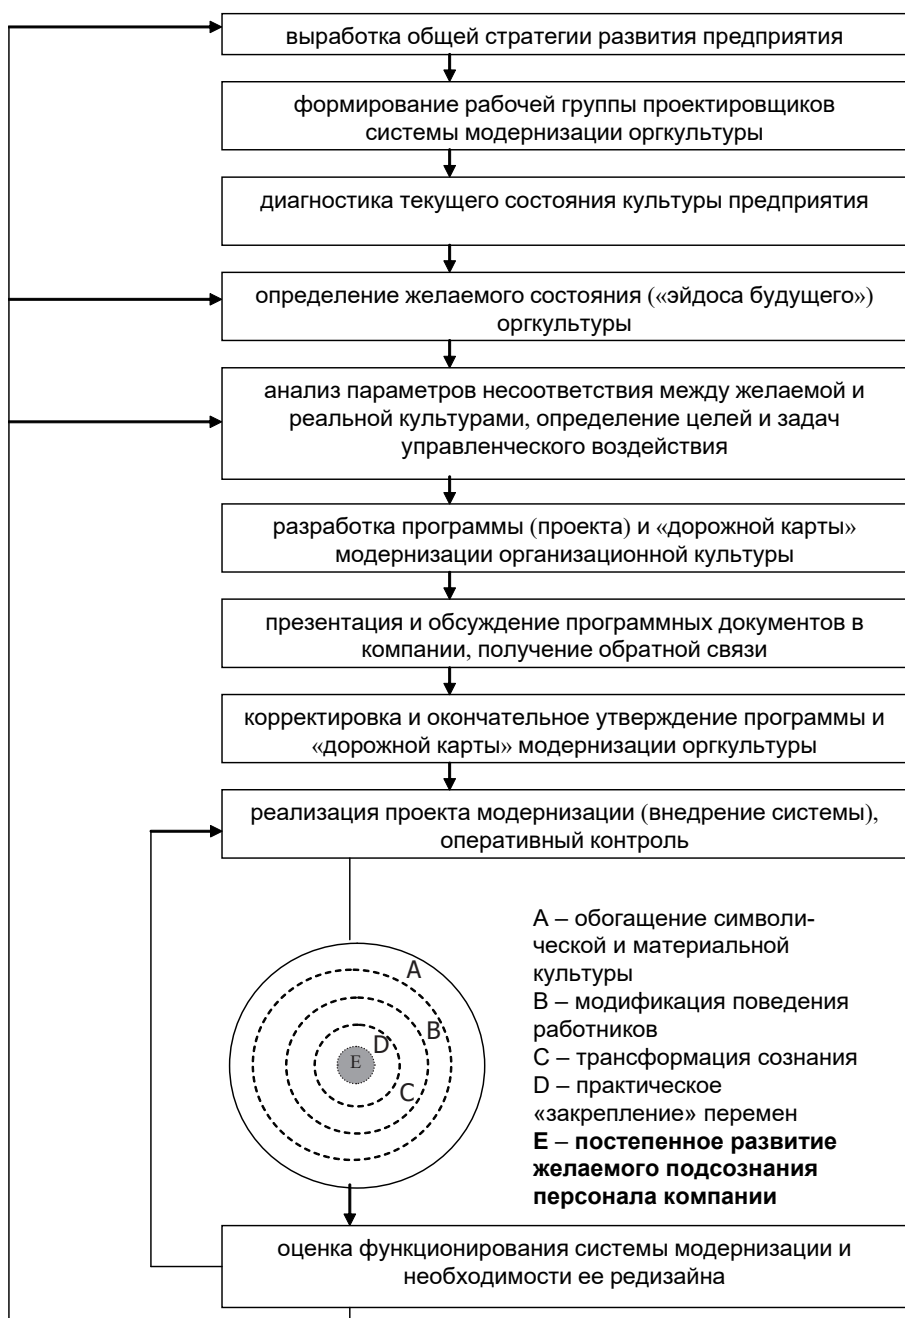 выработка общей стратегии развития предприятия
формирование рабочей группы проектировщиков
системы модернизации оргкультуры
диагностика текущего состояния культуры предприятия
определение желаемого состояния («эйдоса будущего»)
оргкультуры
анализ параметров несоответствия между желаемой и
реальной культурами, определение целей и задач
управленческого воздействия
разработка программы (проекта) и «дорожной карты»
модернизации организационной культуры
презентация и обсуждение программных документов в
компании, получение обратной связи
корректировка и окончательное утверждение программы и
«дорожной карты» модернизации оргкультуры
реализация проекта модернизации (внедрение системы),
оперативный контроль
A
B
D
E
C
A – обогащение символи-
ческой и материальной
культуры
B – модификация поведения
работников
C – трансформация сознания
D – практическое
«закрепление» перемен
E – постепенное развитие
желаемого подсознания
персонала компании
оценка функционирования системы модернизации и
необходимости ее редизайна